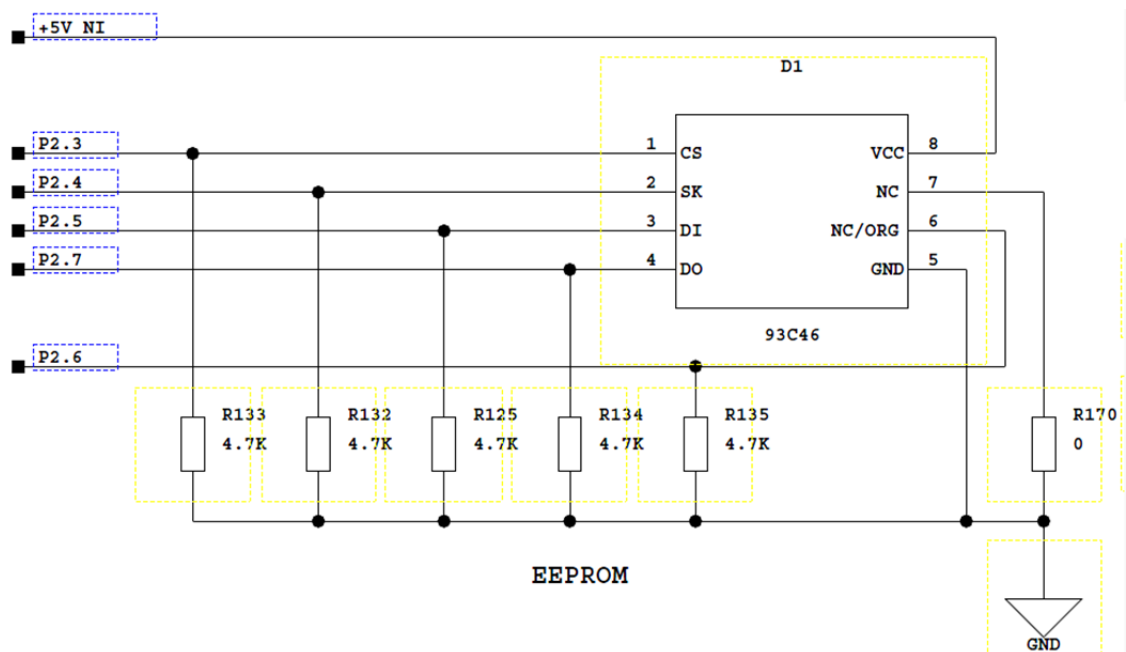 +5V NI
D1
P2.3
1
CS
VCC
8
P2.4
2
SK
NC
7
P2.5
3
DI
NC/ORG
6
P2.7
4
DO
GND
5
93C46
P2.6
R133
4.7K
R132
4.7K
R125
4.7K
R134
4.7K
R135
4.7K
R170
0
EEPROM
GND